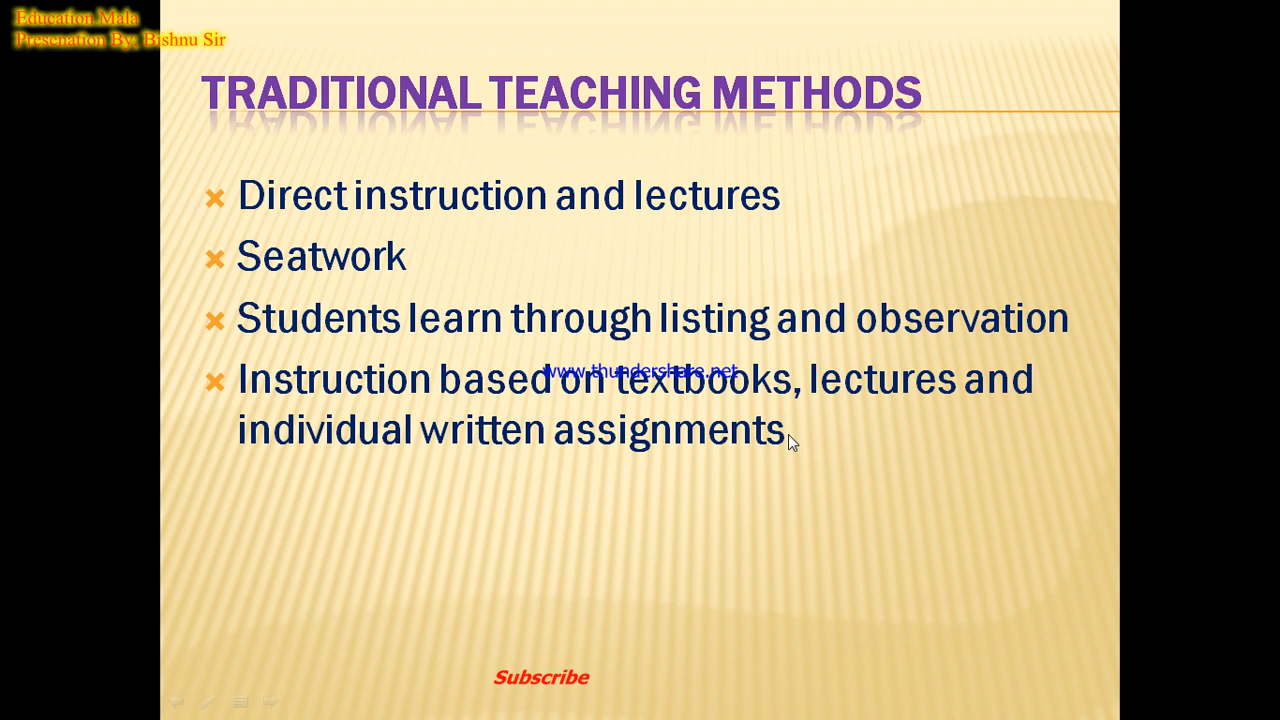 Education Mala
Presenation By; Bishnu Sir
TRADITIONAL TEACHING METHODS
Direct instruction and lectures
Seatwork
Students learn through listing and observation
www.thundershare.net
Instruction based on textbooks, lectures and
individual written assignments.
Subscribe